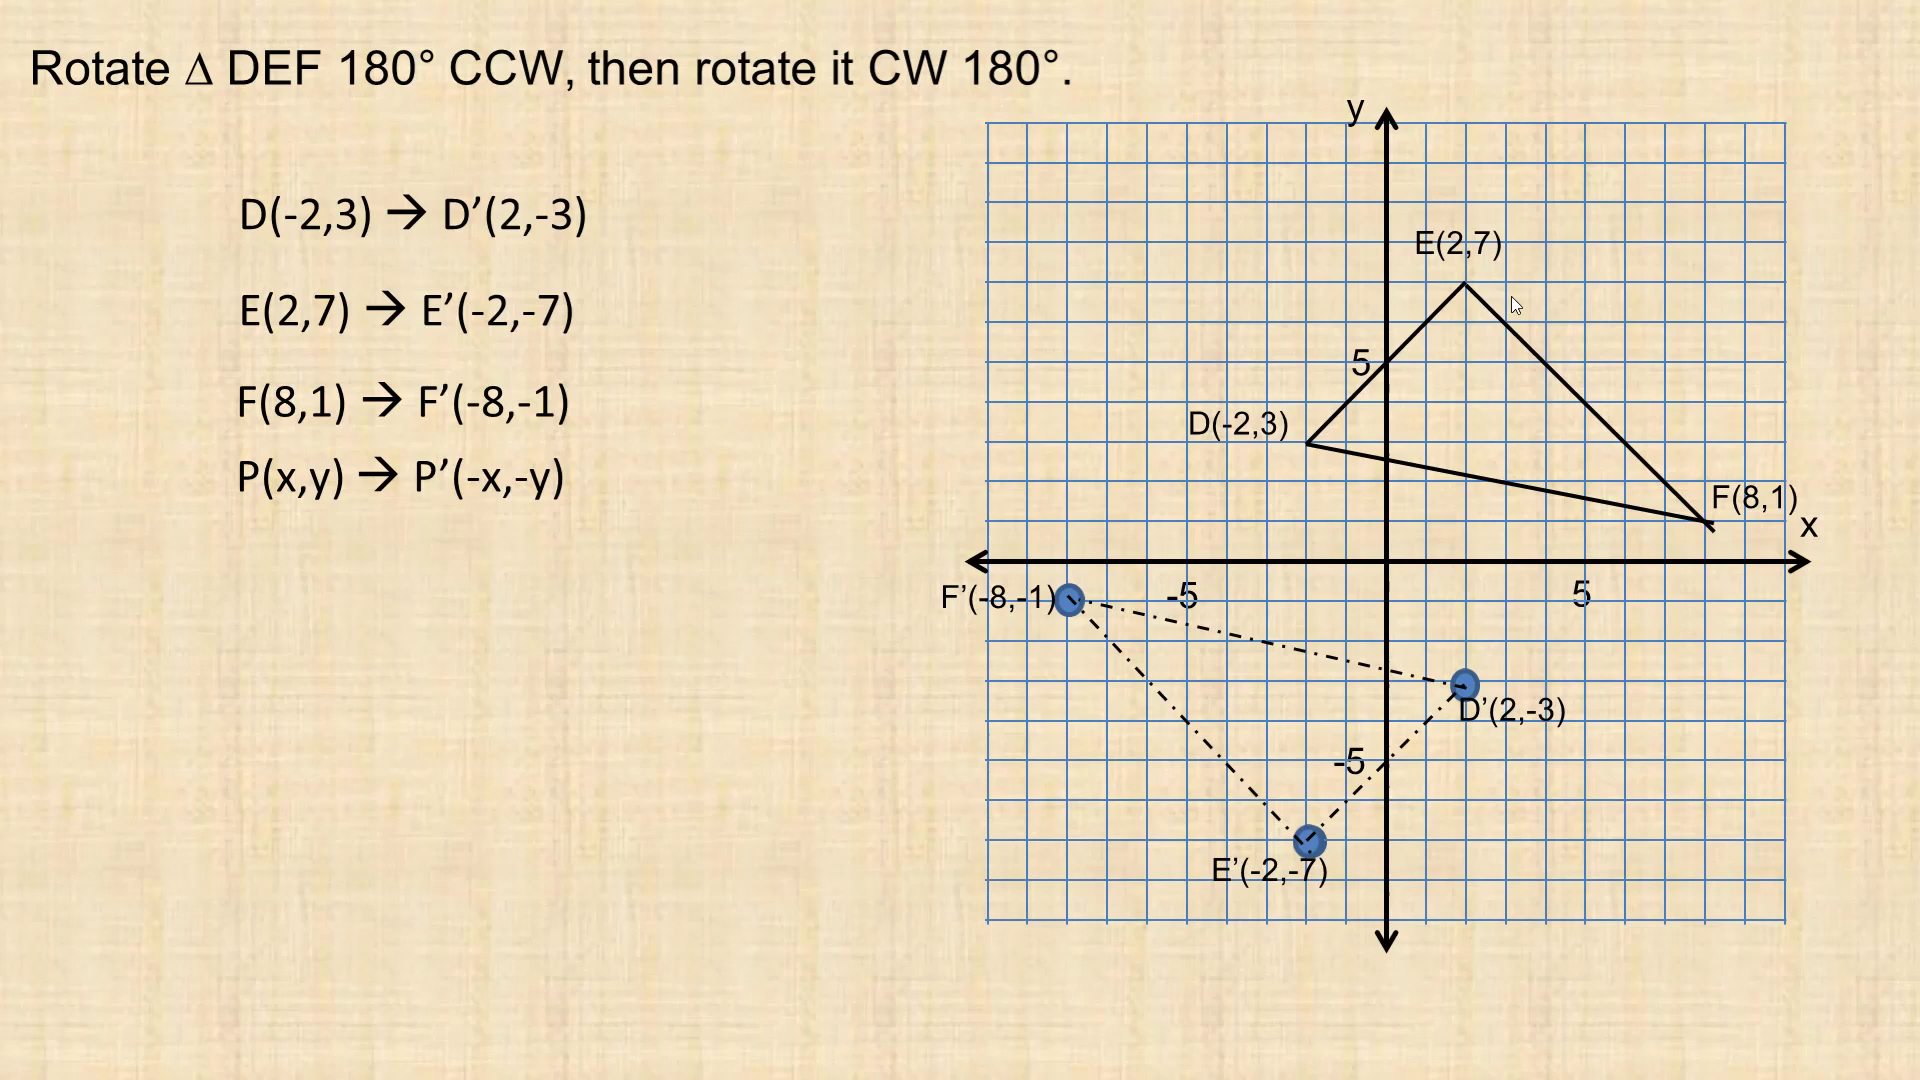 Rotate Δ DEF 180° CCW, then rotate it CW 180°.
D(-2,3) → D’(2,-3)
E(2,7) → E’(-2,-7)
F(8,1) → F’(-8,-1)
P(x,y) → P’(-x,-y)
y
E(2,7)
5
D(-2,3)
F(8,1)
x
F’(-8,-1)
-5
5
D’(2,-3)
-5
E’(-2,-7)